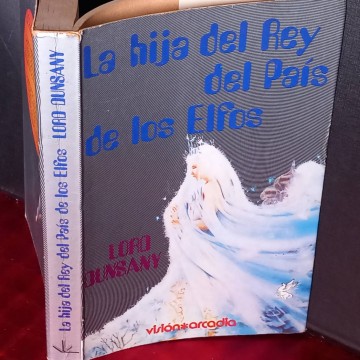 La hija del Rey
del País
de los Elfos
LORD
DUNSANY
visión*arcadia
La hija del Rey del País de los Elfos LORD DUNSANY